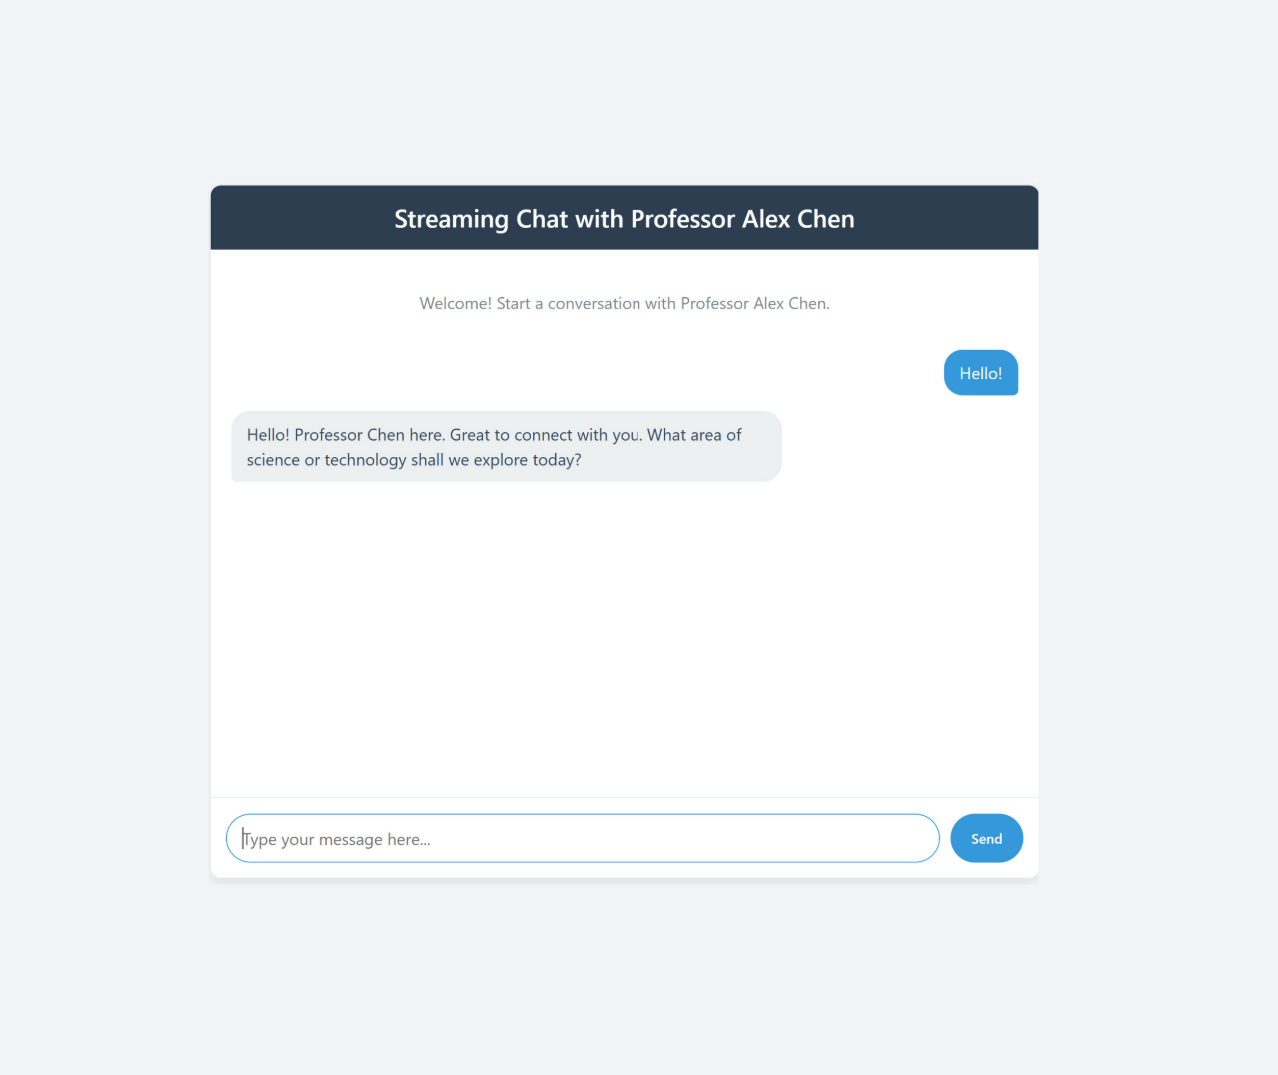 Streaming Chat with Professor Alex Chen
Welcome! Start a conversation with Professor Alex Chen.
Hello!
Hello! Professor Chen here. Great to connect with you. What area of
science or technology shall we explore today?
Type your message here...
Send